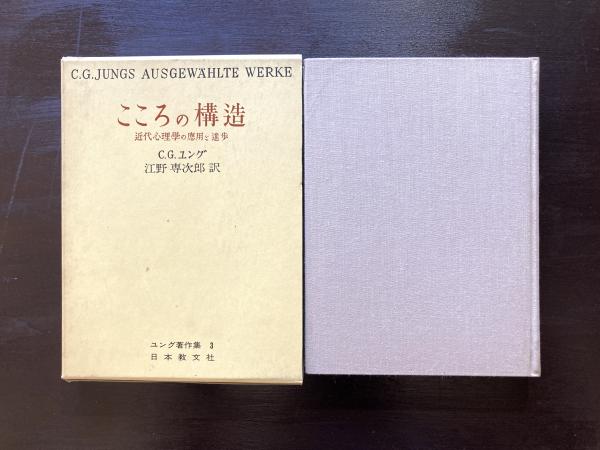 C.G.JUNGS AUSGEWÄHLTE WERKE
こころの構造
近代心理學の應用と進歩
C.G.ユング
江野専次郎訳
ユング著作集 3
日本教文社